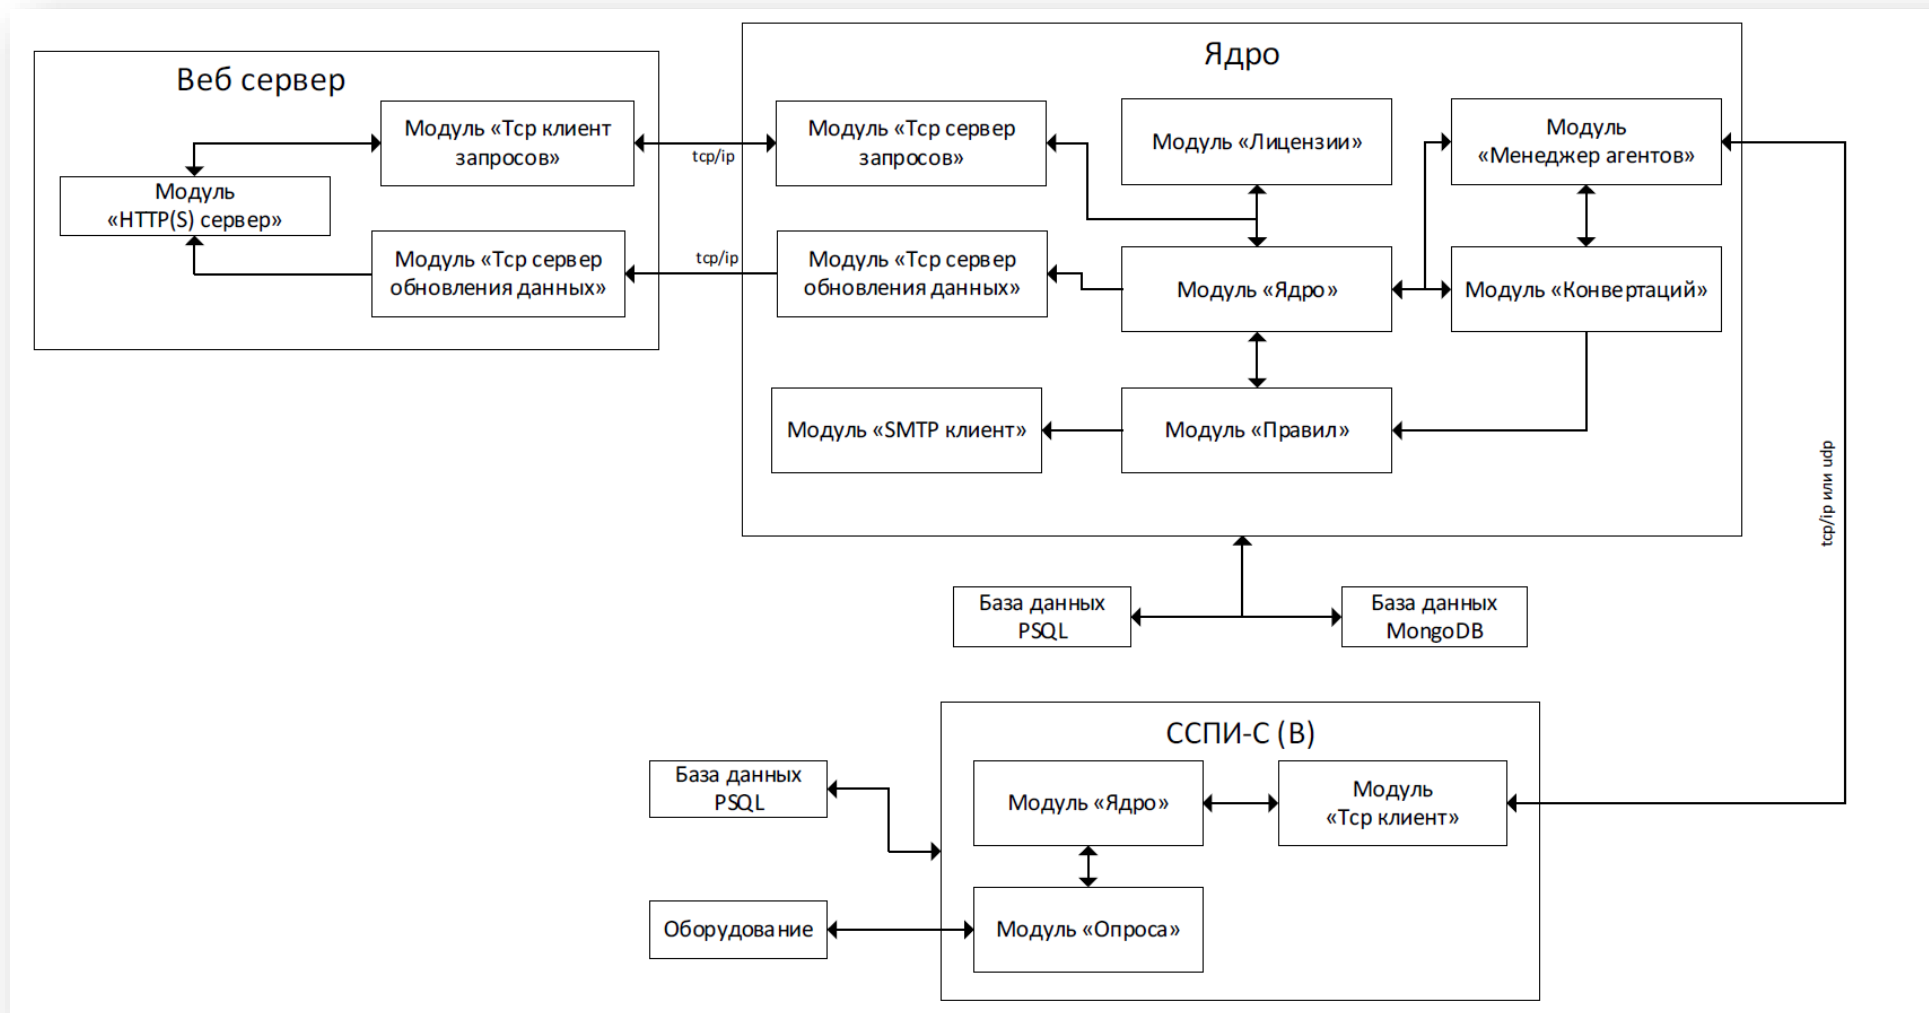 Веб сервер
Модуль «Tcp клиент
запросов»
Модуль
«HTTP(S) сервер»
Модуль «Tcp сервер
обновления данных»
tcp/ip
tcp/ip
Ядро
Модуль «Tcp сервер
запросов»
Модуль «Лицензии»
Модуль
«Менеджер агентов»
Модуль «Tcp сервер
обновления данных»
Модуль «Ядро»
Модуль «Конвертаций»
Модуль «SMTP клиент»
Модуль «Правил»
tcp/ip или udp
База данных
PSQL
База данных
MongoDB
ССПИ-С (В)
База данных
PSQL
Модуль «Ядро»
Модуль
«Tcp клиент»
Оборудование
Модуль «Опроса»